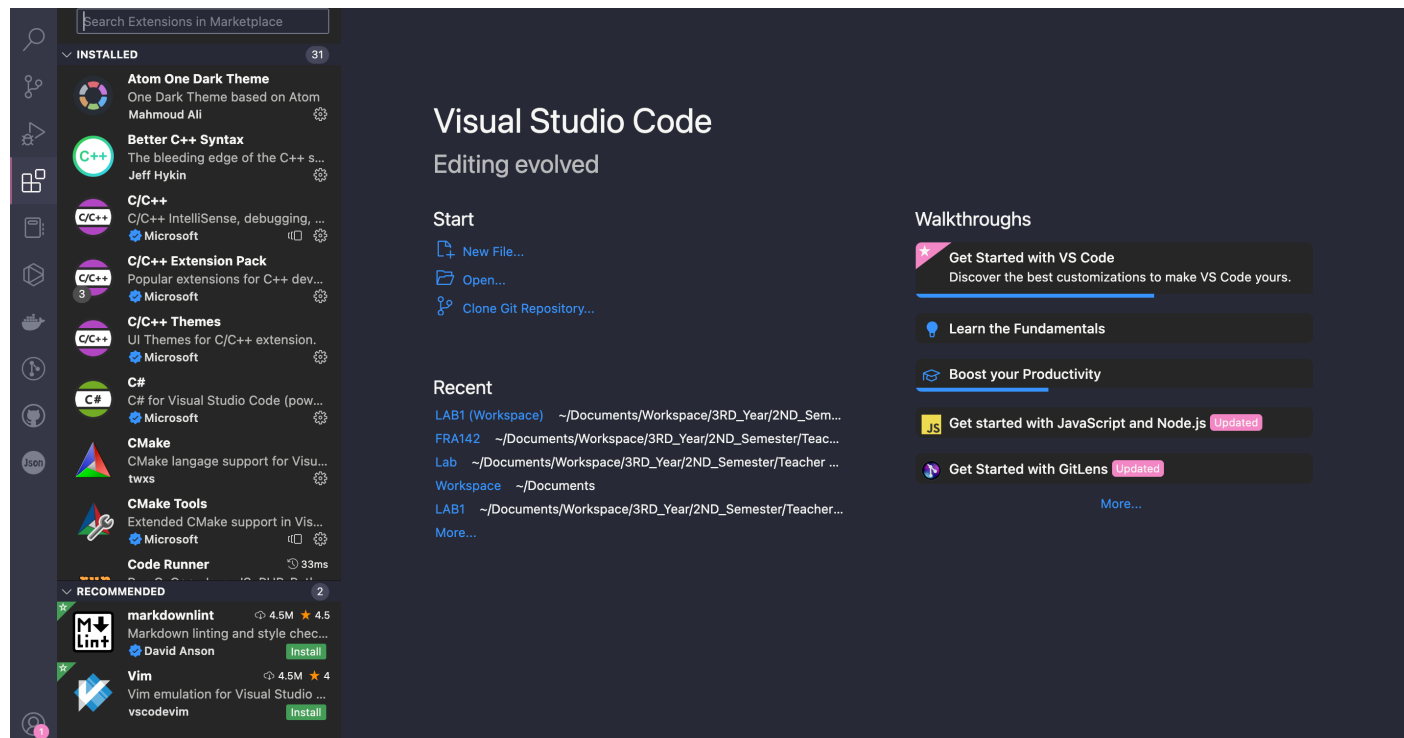 Search Extensions in Marketplace
INSTALLED 31
Atom One Dark Theme
One Dark Theme based on Atom
Mahmoud Ali
C++
Better C++ Syntax
The bleeding edge of the C++ s...
Jeff Hykin
C/C++
C/C++
C/C++ IntelliSense, debugging, ...
Microsoft
C/C++
3
C/C++ Extension Pack
Popular extensions for C++ dev...
Microsoft
C/C++
C/C++ Themes
UI Themes for C/C++ extension.
Microsoft
C#
C#
C# for Visual Studio Code (pow...
Microsoft
CMake
CMake langage support for Visu...
twxs
CMake Tools
Extended CMake support in Vis...
Microsoft
Code Runner 33ms
RECOMMENDED 2
M
Lint
markdownlint 4.5M ★ 4.5
Markdown linting and style chec...
David Anson Install
Vim 4.5M ★ 4
Vim emulation for Visual Studio ...
vscodevim Install
Json
1
Visual Studio Code
Editing evolved
Start
New File...
Open...
Clone Git Repository...
Recent
LAB1 (Workspace) ~/Documents/Workspace/3RD_Year/2ND_Sem...
FRA142 ~/Documents/Workspace/3RD_Year/2ND_Semester/Teac...
Lab ~/Documents/Workspace/3RD_Year/2ND_Semester/Teacher ...
Workspace ~/Documents
LAB1 ~/Documents/Workspace/3RD_Year/2ND_Semester/Teacher...
More...
Walkthroughs
Get Started with VS Code
Discover the best customizations to make VS Code yours.
Learn the Fundamentals
Boost your Productivity
JS Get started with JavaScript and Node.js Updated
Get Started with GitLens Updated
More...